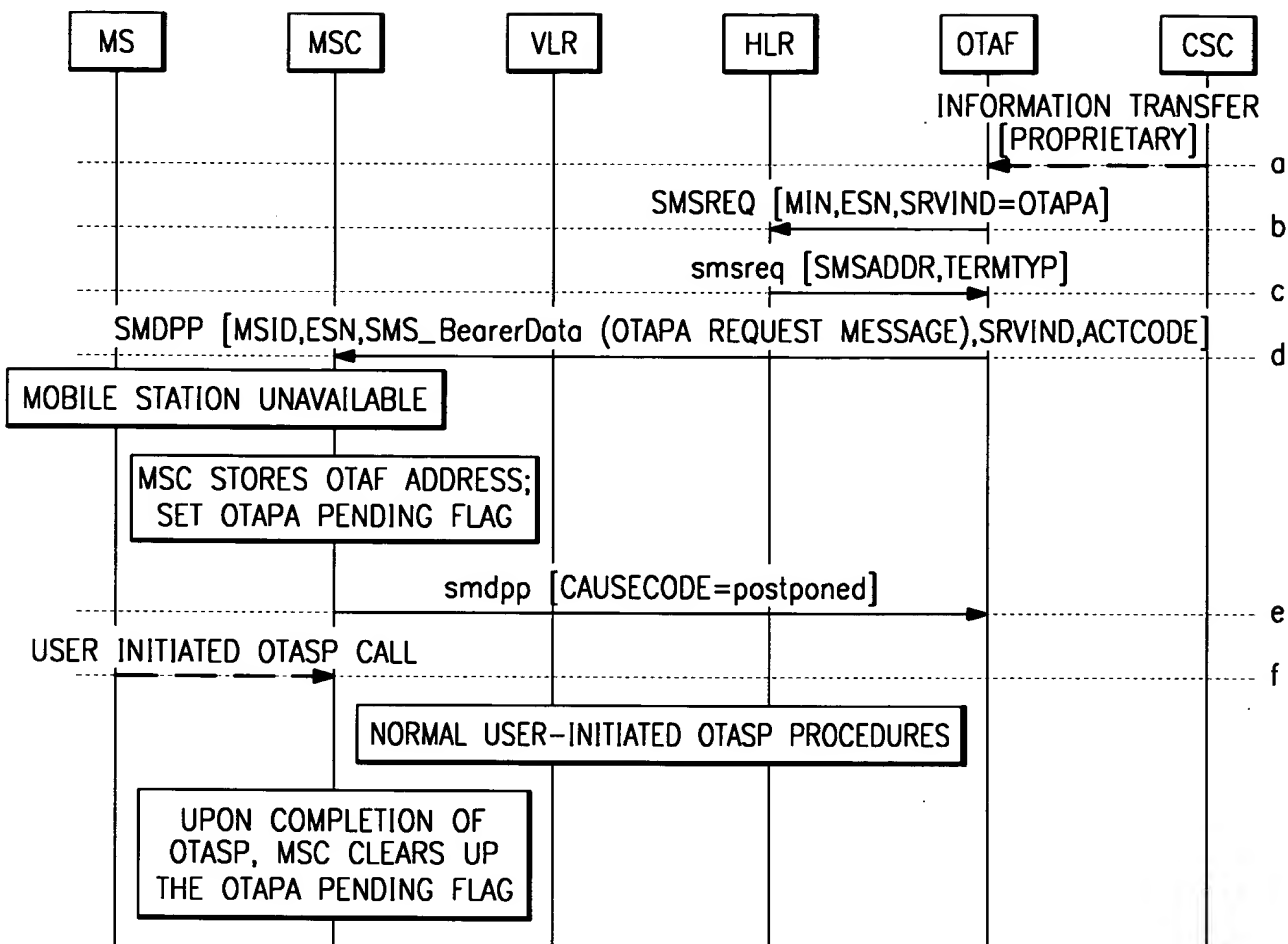 MS MSC VLR HLR OTAF CSC
INFORMATION TRANSFER
[PROPRIETARY]
a
SMSREQ [MIN,ESN,SRVIND=OTAPA]
b
smsreq [SMSADDR,TERMTYP]
c
SMDPP [MSID,ESN,SMS_BearerData (OTAPA REQUEST MESSAGE),SRVIND,ACTCODE]
d
MOBILE STATION UNAVAILABLE
MSC STORES OTAF ADDRESS;
SET OTAPA PENDING FLAG
smdpp [CAUSECODE=postponed]
e
USER INITIATED OTASP CALL
f
NORMAL USER-INITIATED OTASP PROCEDURES
UPON COMPLETION OF
OTASP, MSC CLEARS UP
THE OTAPA PENDING FLAG